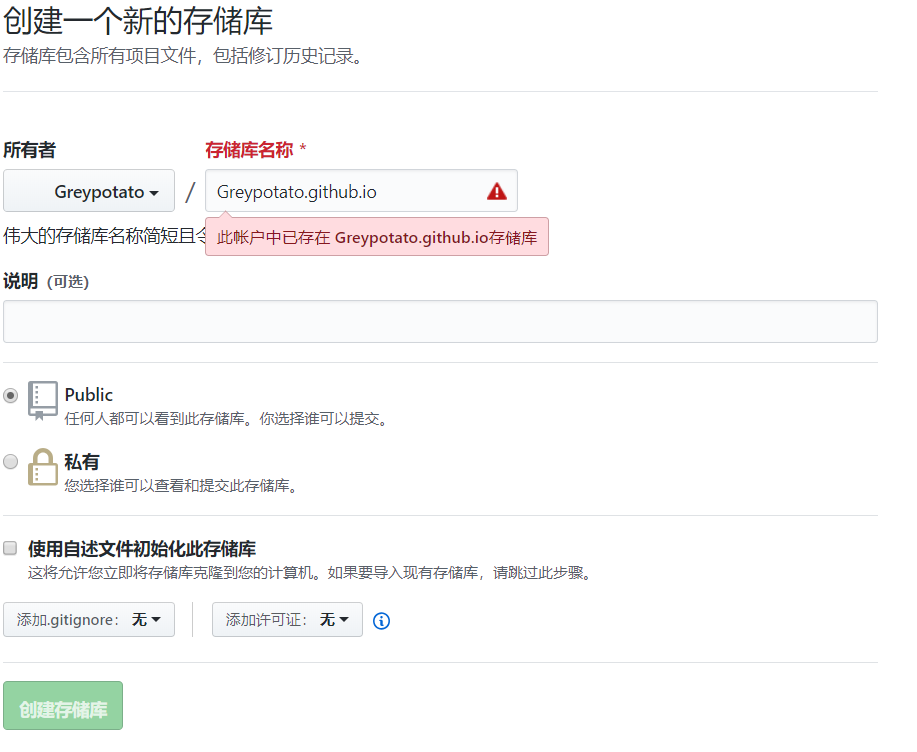 创建一个新的存储库
存储库包含所有项目文件，包括修订历史记录。
所有者
存储库名称 *
Greypotato
/
Greypotato.github.io
伟大的存储库名称简短且令
此帐户中已存在 Greypotato.github.io存储库
说明 (可选)
Public
任何人都可以看到此存储库。你选择谁可以提交。
私有
您选择谁可以查看和提交此存储库。
使用自述文件初始化此存储库
这将允许您立即将存储库克隆到您的计算机。如果要导入现有存储库，请跳过此步骤。
添加.gitignore： 无
添加许可证： 无
创建存储库